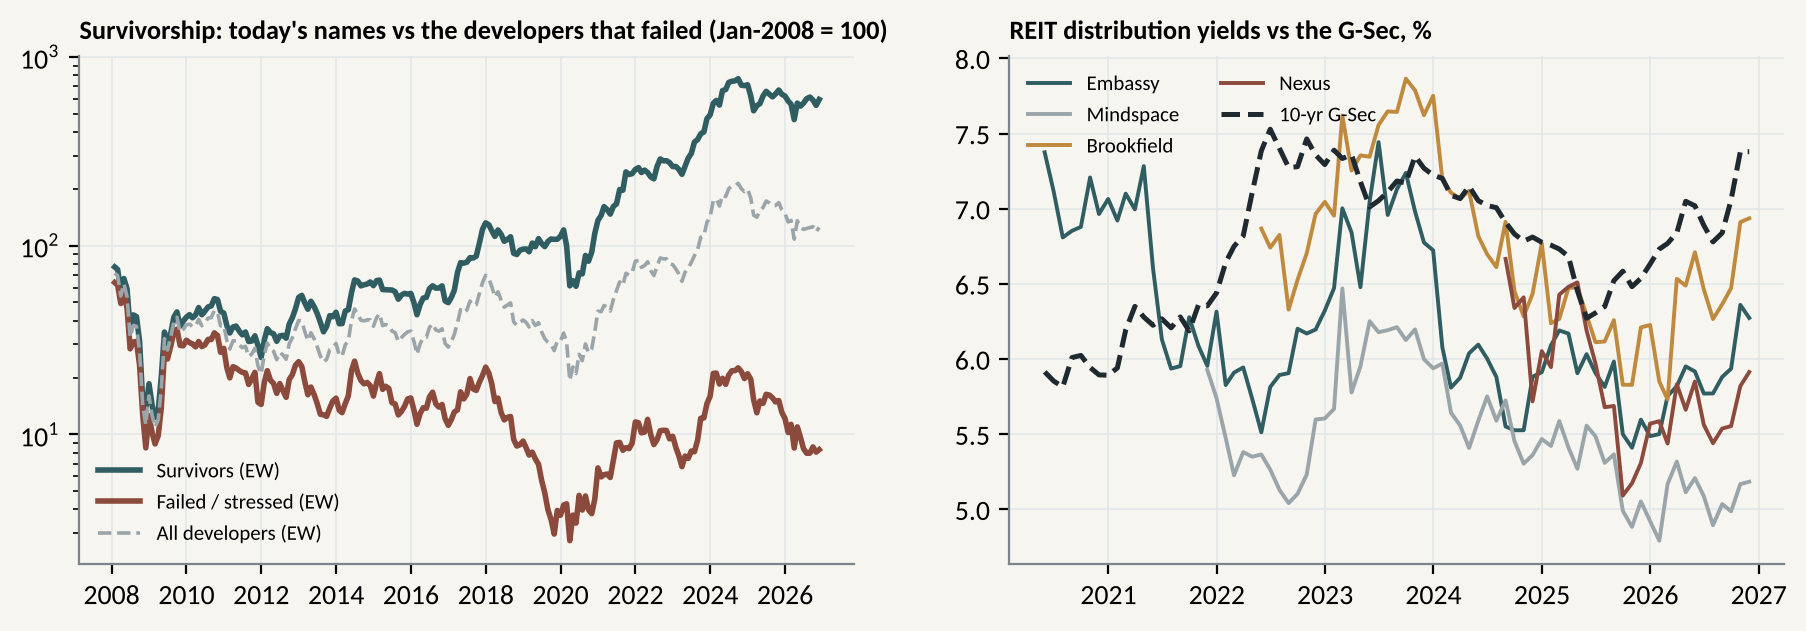 Survivorship: today's names vs the developers that failed (Jan-2008 = 100)
10³
10²
10¹
Survivors (EW)
Failed / stressed (EW)
All developers (EW)
2008 2010 2012 2014 2016 2018 2020 2022 2024 2026
REIT distribution yields vs the G-Sec, %
8.0
7.5
7.0
6.5
6.0
5.5
5.0
Embassy
Mindspace
Brookfield
Nexus
10-yr G-Sec
2021 2022 2023 2024 2025 2026 2027